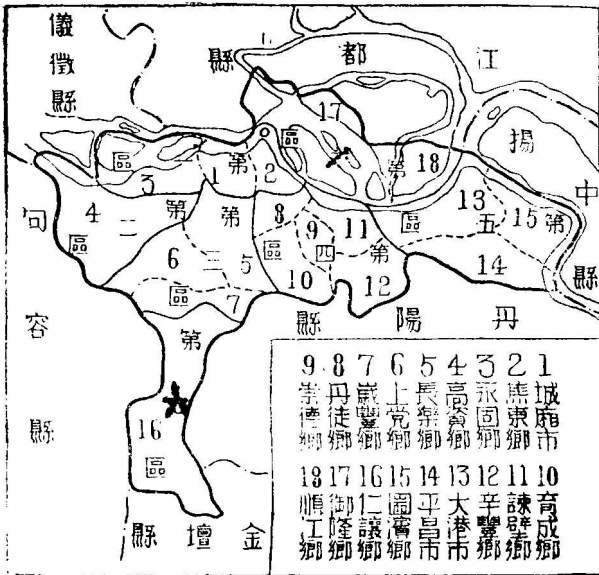 儀徵縣
江都縣
揚中縣
丹陽縣
金壇縣
句容縣
17
區
第
18
區
第
1
2
3
4
二
第
區
第
三
區
5
6
7
8
9
四
區
10
11
第
12
13
區
五
第
14
15
第
16
區
1 城廂市
2 焦東鄉
3 永固鄉
4 高資鄉
5 長樂鄉
6 上党鄉
7 歲豐鄉
8 丹徒鄉
9 崇德鄉
10 育成鄉
11 諫壁鄉
12 辛豐鄉
13 大港市
14 平昌市
15 圌濱鄉
16 仁讓鄉
17 御隆鄉
18 順江鄉